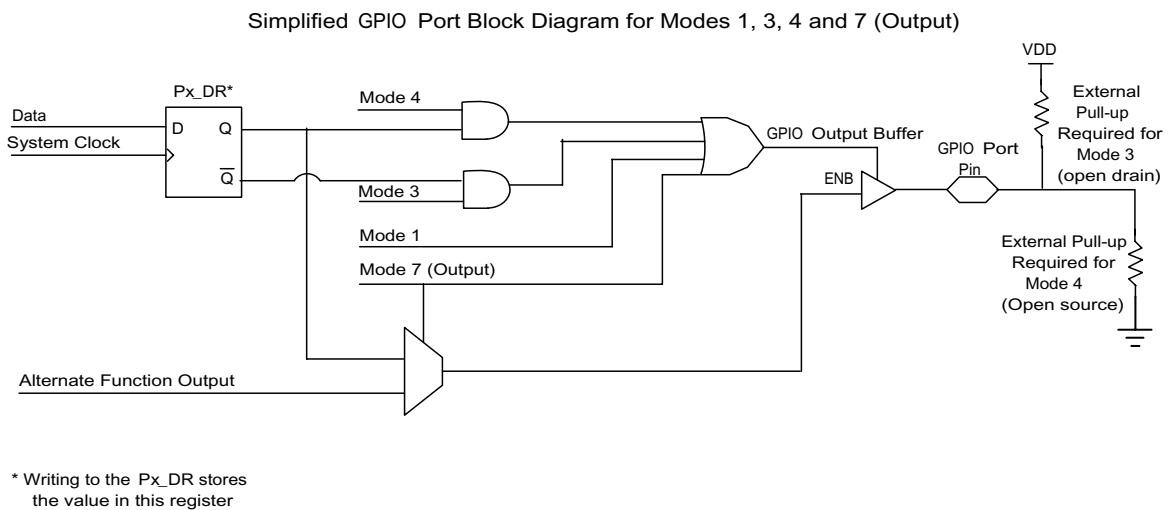 Simplified GPIO Port Block Diagram for Modes 1, 3, 4 and 7 (Output)
VDD
Px_DR*
Data
D
Q
System Clock
Q
Mode 4
Mode 3
Mode 1
Mode 7 (Output)
GPIO Output Buffer
ENB
GPIO Port
Pin
External
Pull-up
Required for
Mode 3
(open drain)
External Pull-up
Required for
Mode 4
(Open source)
Alternate Function Output
* Writing to the Px_DR stores
the value in this register